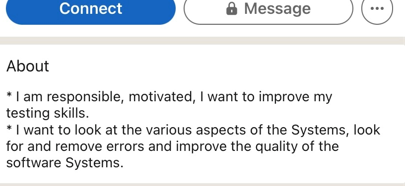 Connect
Message
About
* I am responsible, motivated, I want to improve my
testing skills.
* I want to look at the various aspects of the Systems, look
for and remove errors and improve the quality of the
software Systems.